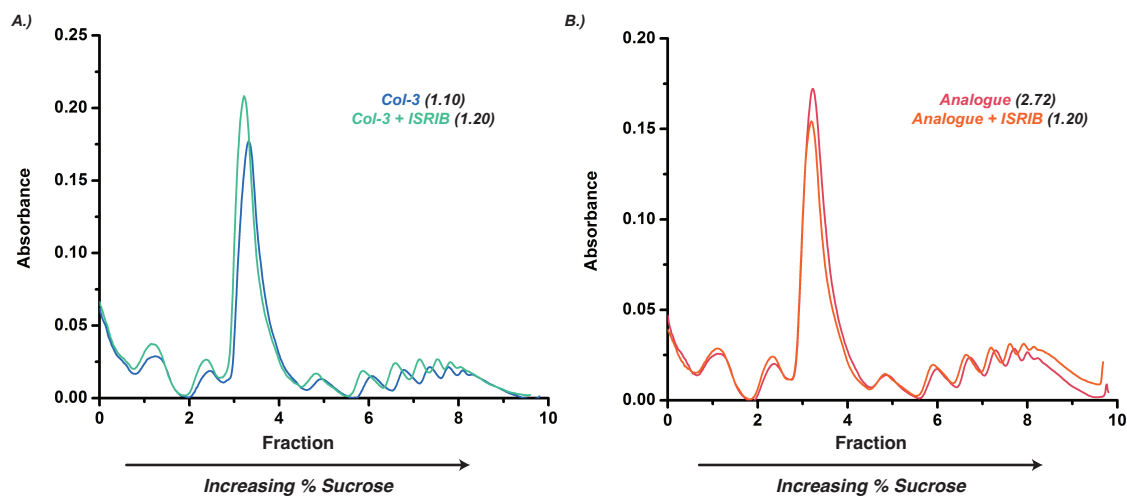 A.)
0.25
0.20
0.15
0.10
0.05
0.00
Absorbance
Col-3 (1.10)
Col-3 + ISRIB (1.20)
0 2 4 6 8 10
Fraction
Increasing % Sucrose
B.)
0.20
0.15
0.10
0.05
0.00
Absorbance
Analogue (2.72)
Analogue + ISRIB (1.20)
0 2 4 6 8 10
Fraction
Increasing % Sucrose